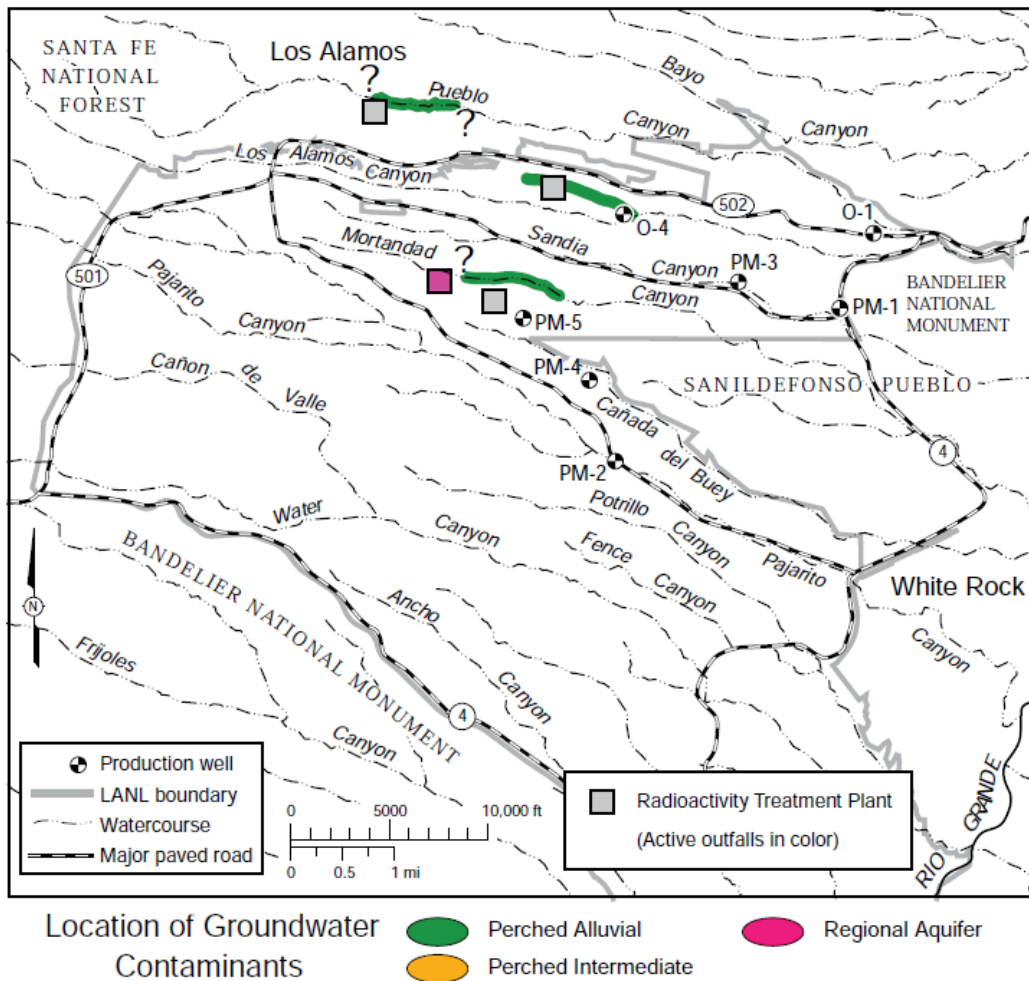 SANTA FE
NATIONAL
FOREST
Los Alamos
?
Pueblo
?
Bayo
Canyon
Canyon
Los Alamos
Canyon
502
O-1
O-4
Sandia
Canyon
PM-3
Mortandad
?
Canyon
PM-1
BANDELIER
NATIONAL
MONUMENT
501
Pajarito
Canyon
PM-5
PM-4
SAN ILDEFONSO PUEBLO
Cañon
de
Valle
Cañada
del Buey
4
PM-2
Potrillo
Canyon
Pajarito
Water
Canyon
Fence
Canyon
White Rock
Canyon
N
BANDELIER NATIONAL MONUMENT
Ancho
Canyon
Frijoles
Canyon
4
RIO GRANDE
Production well
LANL boundary
Watercourse
Major paved road
0 5000 10,000 ft
0 0.5 1 mi
Radioactivity Treatment Plant
(Active outfalls in color)
Location of Groundwater
Contaminants
Perched Alluvial
Regional Aquifer
Perched Intermediate